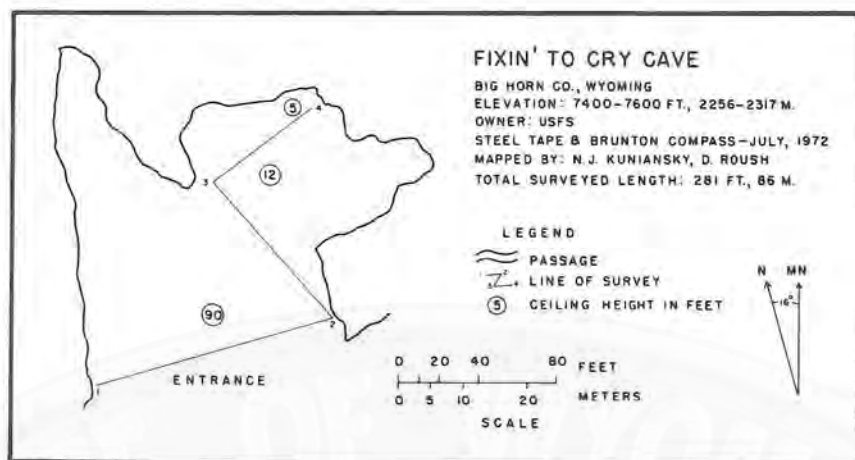 FIXIN' TO CRY CAVE
BIG HORN CO., WYOMING
ELEVATION: 7400-7600 FT., 2256-2317 M.
OWNER: USFS
STEEL TAPE & BRUNTON COMPASS-JULY, 1972
MAPPED BY: N.J. KUNIANSKY, D. ROUSH
TOTAL SURVEYED LENGTH: 281 FT., 86 M.
5
4
12
3
90
2
1
ENTRANCE
LEGEND
PASSAGE
LINE OF SURVEY
5 CEILING HEIGHT IN FEET
N MN
16°
0 20 40 80 FEET
0 5 10 20 METERS
SCALE